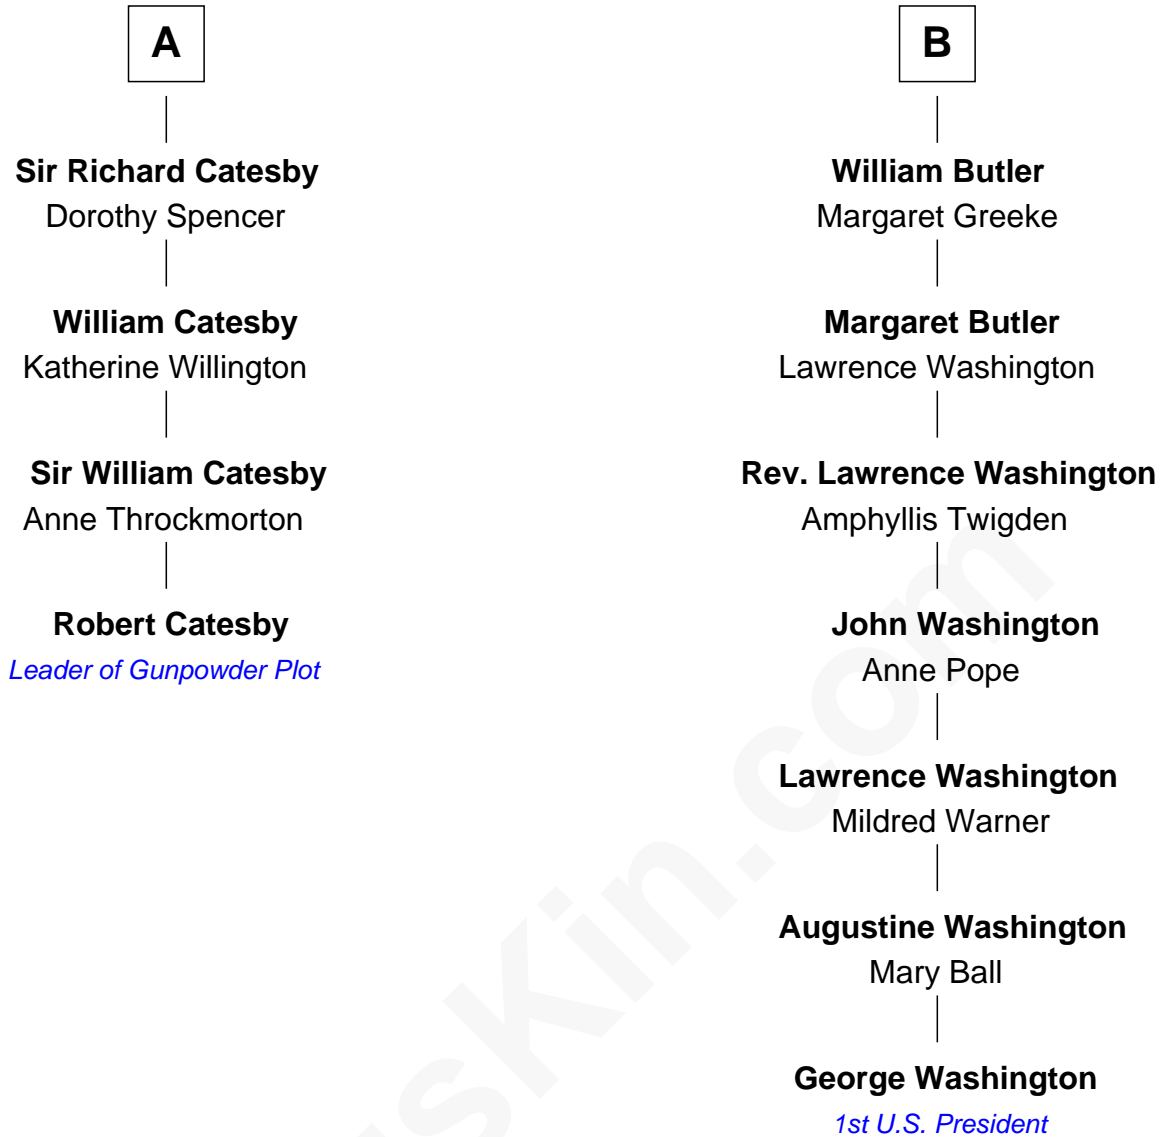 A
Sir Richard Catesby
Dorothy Spencer
William Catesby
Katherine Willington
Sir William Catesby
Anne Throckmorton
Robert Catesby
Leader of Gunpowder Plot
B
William Butler
Margaret Greeke
Margaret Butler
Lawrence Washington
Rev. Lawrence Washington
Amphyllis Twigden
John Washington
Anne Pope
Lawrence Washington
Mildred Warner
Augustine Washington
Mary Ball
George Washington
1st U.S. President